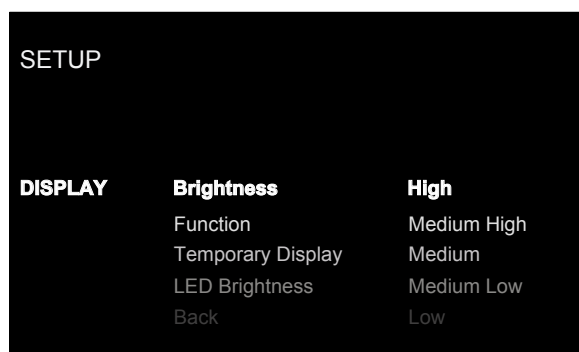 SETUP
DISPLAY Brightness High
Function Medium High
Temporary Display Medium
LED Brightness Medium Low
Back Low